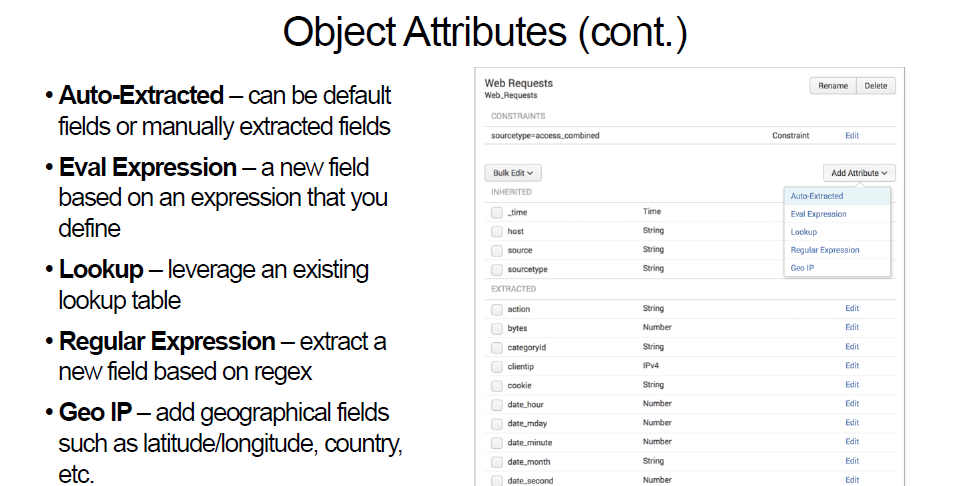 Object Attributes (cont.)
• Auto-Extracted – can be default
fields or manually extracted fields
• Eval Expression – a new field
based on an expression that you
define
• Lookup – leverage an existing
lookup table
• Regular Expression – extract a
new field based on regex
• Geo IP – add geographical fields
such as latitude/longitude, country,
etc.
Web Requests
Web_Requests
Rename Delete
CONSTRAINTS
sourcetype=access_combined Constraint Edit
Bulk Edit Add Attribute
INHERITED
Auto-Extracted
Eval Expression
Lookup
Regular Expression
Geo IP
_time Time
host String
source String
sourcetype String
EXTRACTED
action String Edit
bytes Number Edit
categoryId String Edit
clientip IPv4 Edit
cookie String Edit
date_hour Number Edit
date_mday Number Edit
date_minute Number Edit
date_month String Edit
date_second Number Edit